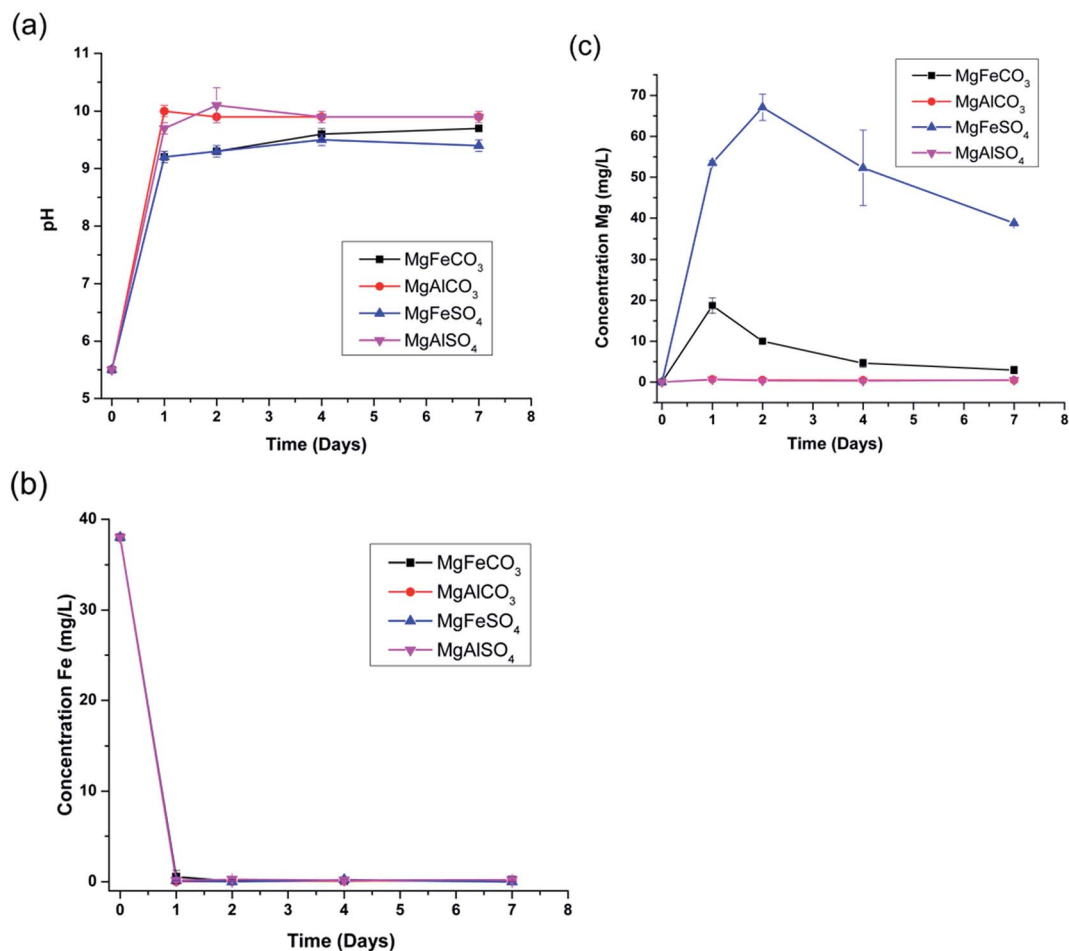 (a)
11
10
9
8
7
6
5
pH
MgFeCO₃
MgAlCO₃
MgFeSO₄
MgAlSO₄
0 1 2 3 4 5 6 7 8
Time (Days)
(c)
70
60
50
40
30
20
10
0
Concentration Mg (mg/L)
MgFeCO₃
MgAlCO₃
MgFeSO₄
MgAlSO₄
0 1 2 3 4 5 6 7 8
Time (Days)
(b)
40
30
20
10
0
Concentration Fe (mg/L)
MgFeCO₃
MgAlCO₃
MgFeSO₄
MgAlSO₄
0 1 2 3 4 5 6 7 8
Time (Days)